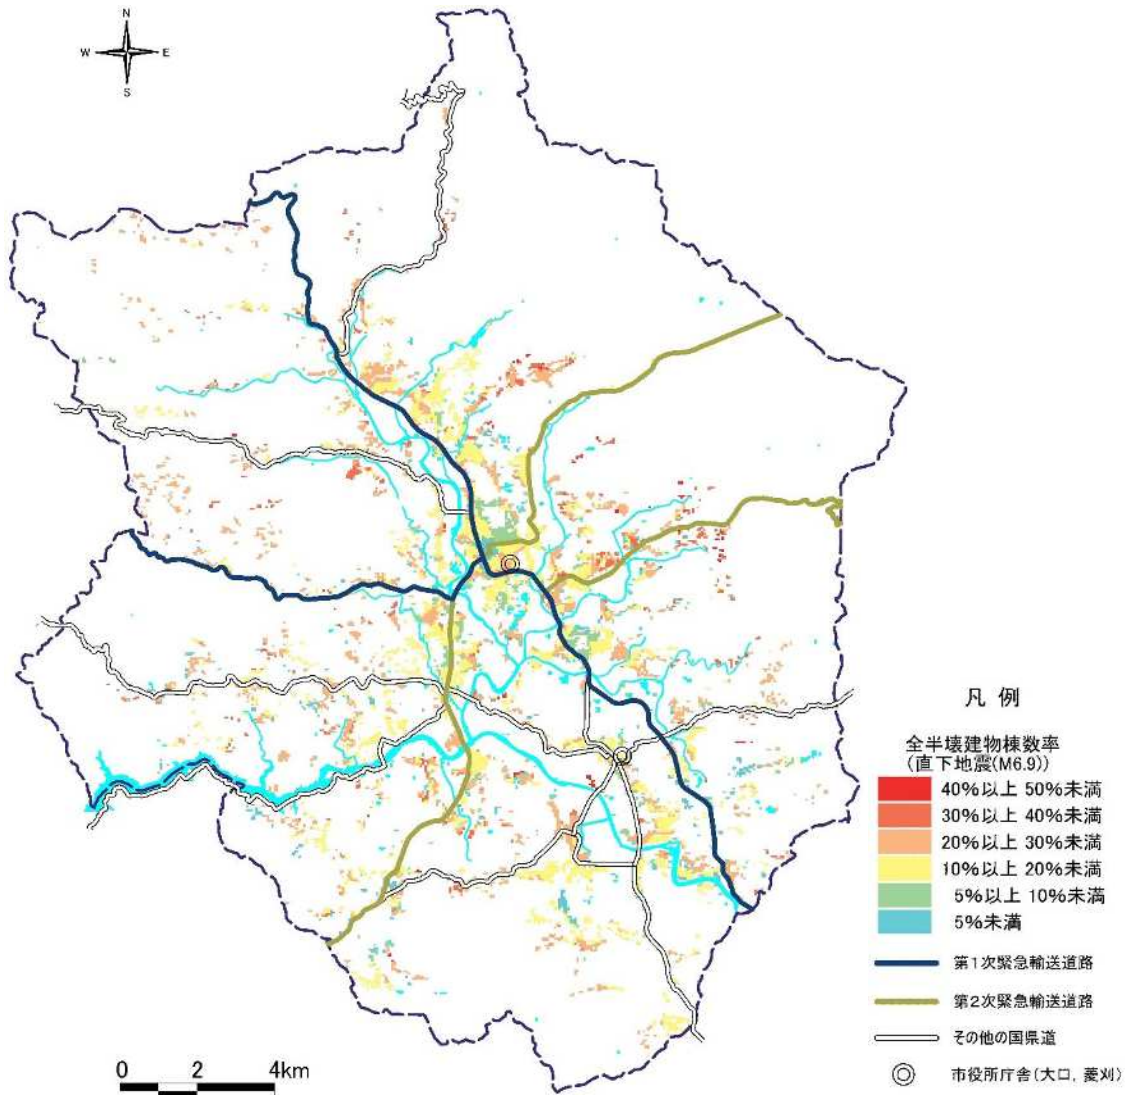 N
W E
S
凡 例
全半壊建物棟数率
(直下地震(M6.9))
40%以上 50%未満
30%以上 40%未満
20%以上 30%未満
10%以上 20%未満
5%以上 10%未満
5%未満
第1次緊急輸送道路
第2次緊急輸送道路
その他の国県道
市役所庁舎(大口, 菱刈)
0 2 4km